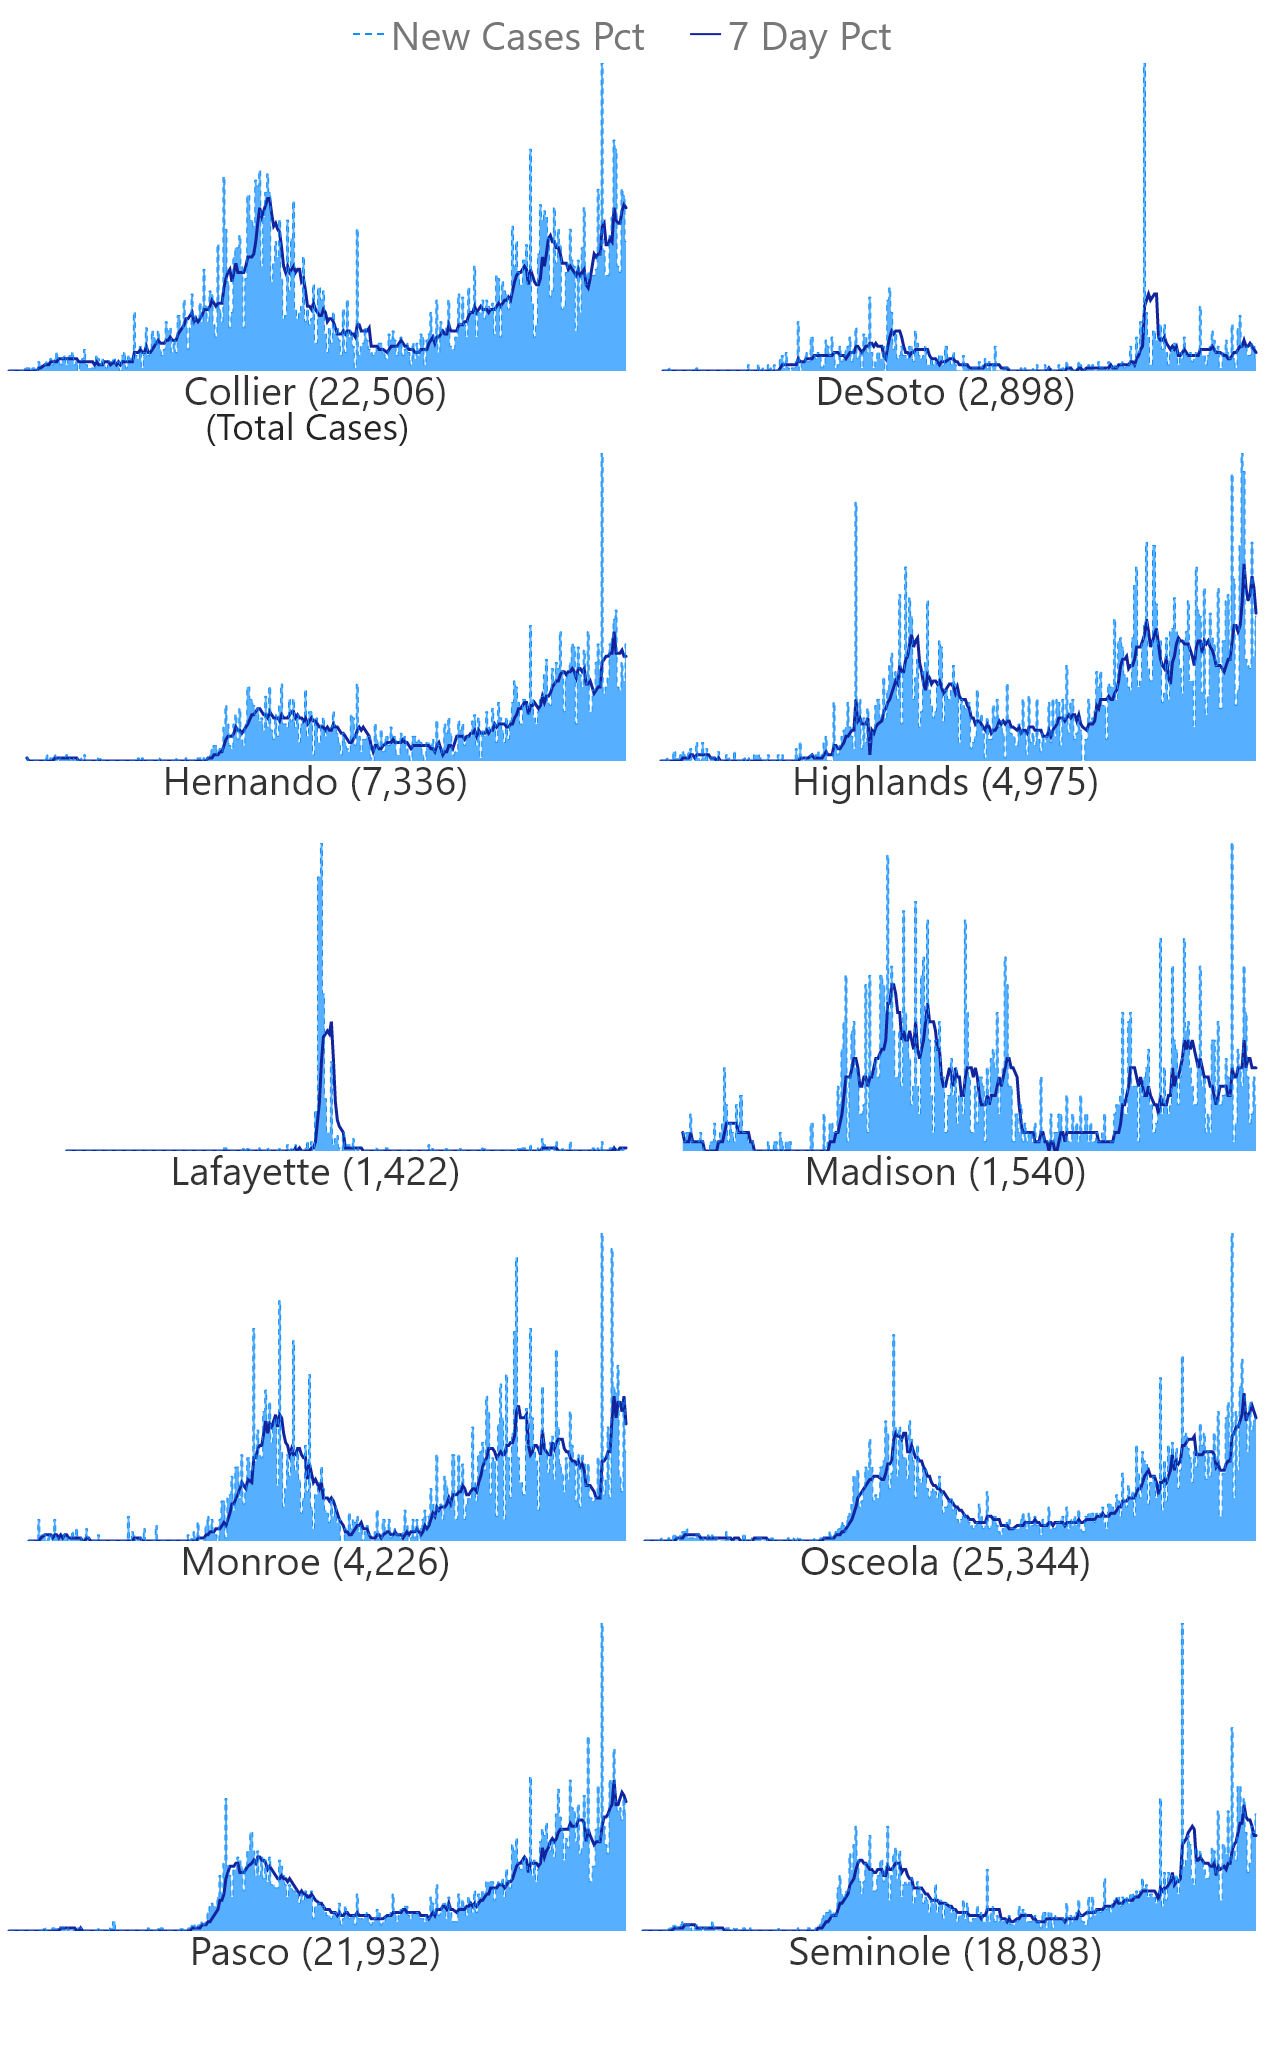 New Cases Pct 7 Day Pct
Collier (22,506) DeSoto (2,898)
(Total Cases)
Hernando (7,336) Highlands (4,975)
Lafayette (1,422) Madison (1,540)
Monroe (4,226) Osceola (25,344)
Pasco (21,932) Seminole (18,083)